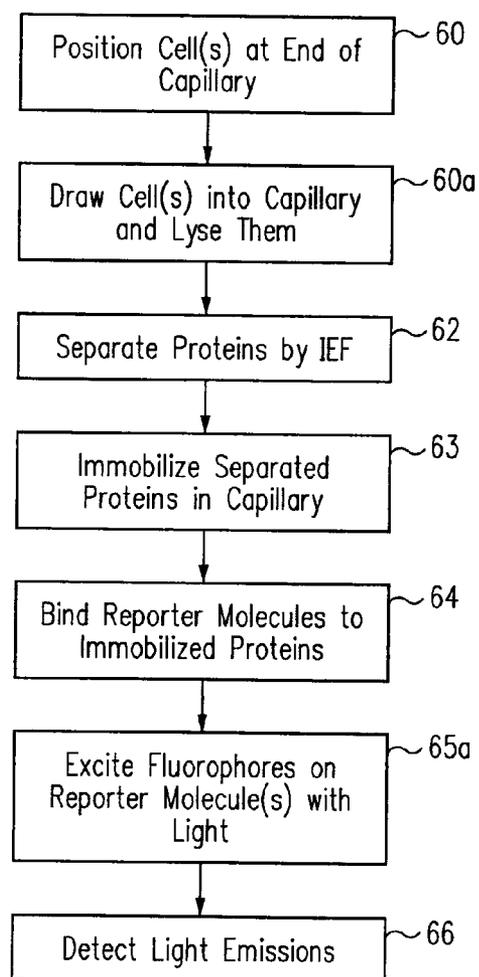 60
Position Cell(s) at End of
Capillary
60a
Draw Cell(s) into Capillary
and Lyse Them
62
Separate Proteins by IEF
63
Immobilize Separated
Proteins in Capillary
64
Bind Reporter Molecules to
Immobilized Proteins
65a
Excite Fluorophores on
Reporter Molecule(s) with
Light
66
Detect Light Emissions